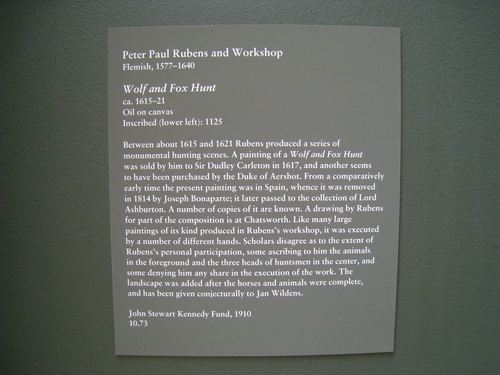 Peter Paul Rubens and Workshop
Flemish, 1577–1640
Wolf and Fox Hunt
ca. 1615–21
Oil on canvas
Inscribed (lower left): 1125
Between about 1615 and 1621 Rubens produced a series of
monumental hunting scenes. A painting of a Wolf and Fox Hunt
was sold by him to Sir Dudley Carleton in 1617, and another seems
to have been purchased by the Duke of Aershot. From a comparatively
early time the present painting was in Spain, whence it was removed
in 1814 by Joseph Bonaparte; it later passed to the collection of Lord
Ashburton. A number of copies of it are known. A drawing by Rubens
for part of the composition is at Chatsworth. Like many large
paintings of its kind produced in Rubens's workshop, it was executed
by a number of different hands. Scholars disagree as to the extent of
Rubens's personal participation, some ascribing to him the animals
in the foreground and the three heads of huntsmen in the center, and
some denying him any share in the execution of the work. The
landscape was added after the horses and animals were complete,
and has been given conjecturally to Jan Wildens.
John Stewart Kennedy Fund, 1910
10.73